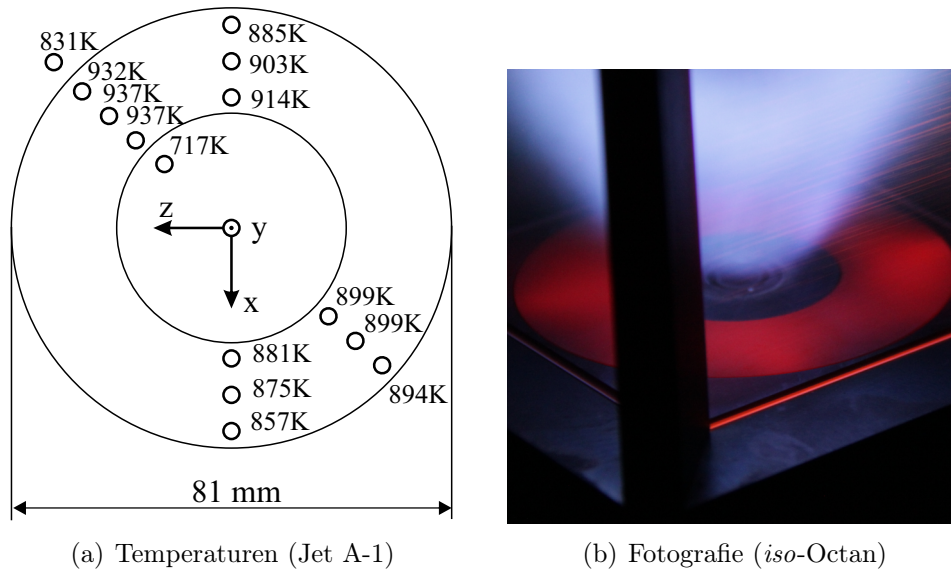 831K
885K
932K
903K
937K
937K
914K
717K
z
y
x
899K
899K
881K
875K
894K
857K
81 mm
(a) Temperaturen (Jet A-1)
(b) Fotografie (iso-Octan)